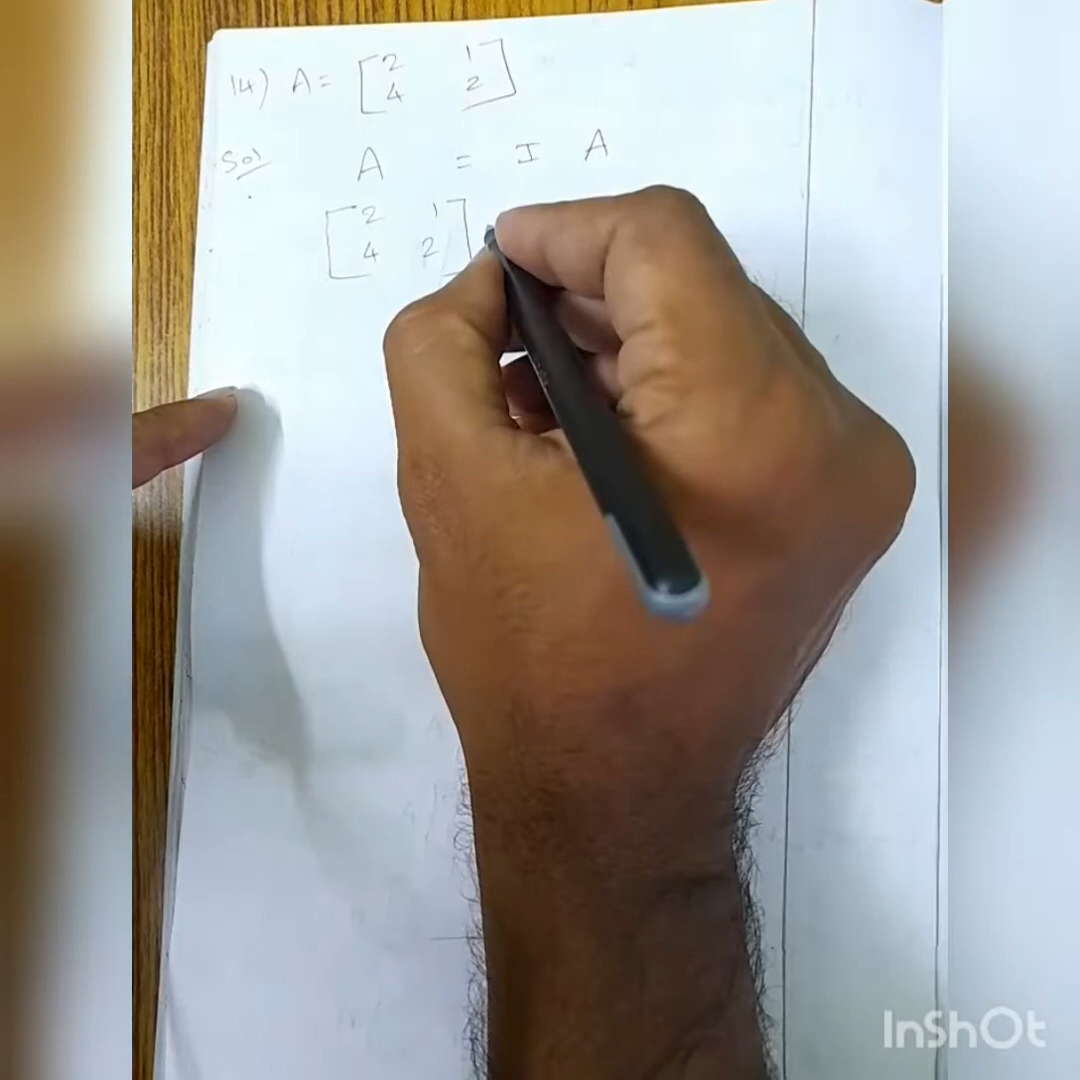 14) A = [2 1
4 2]
Sol A = I A
[2 1
4 2]
InShOt